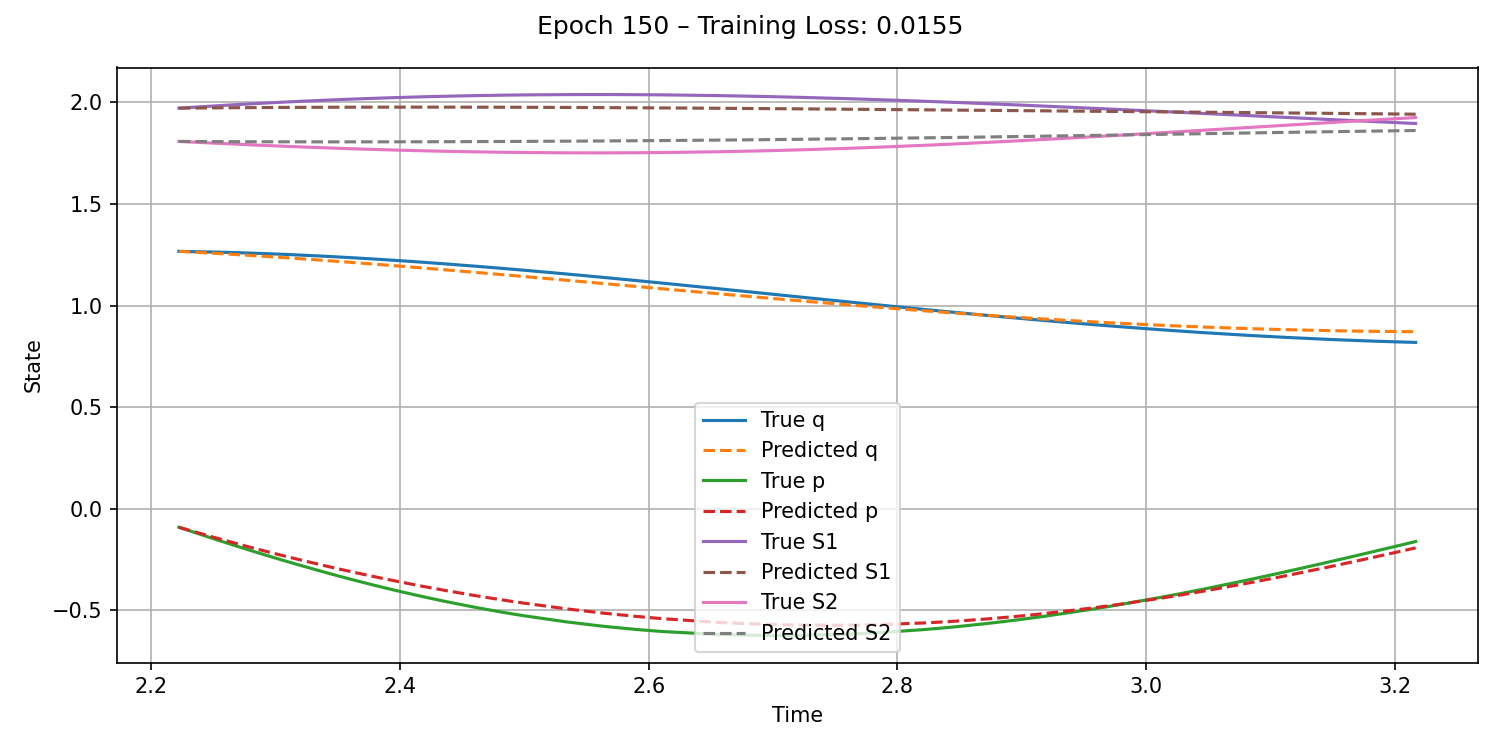 Epoch 150 – Training Loss: 0.0155
State
2.0
1.5
1.0
0.5
0.0
−0.5
True q
Predicted q
True p
Predicted p
True S1
Predicted S1
True S2
Predicted S2
2.2 2.4 2.6 2.8 3.0 3.2
Time